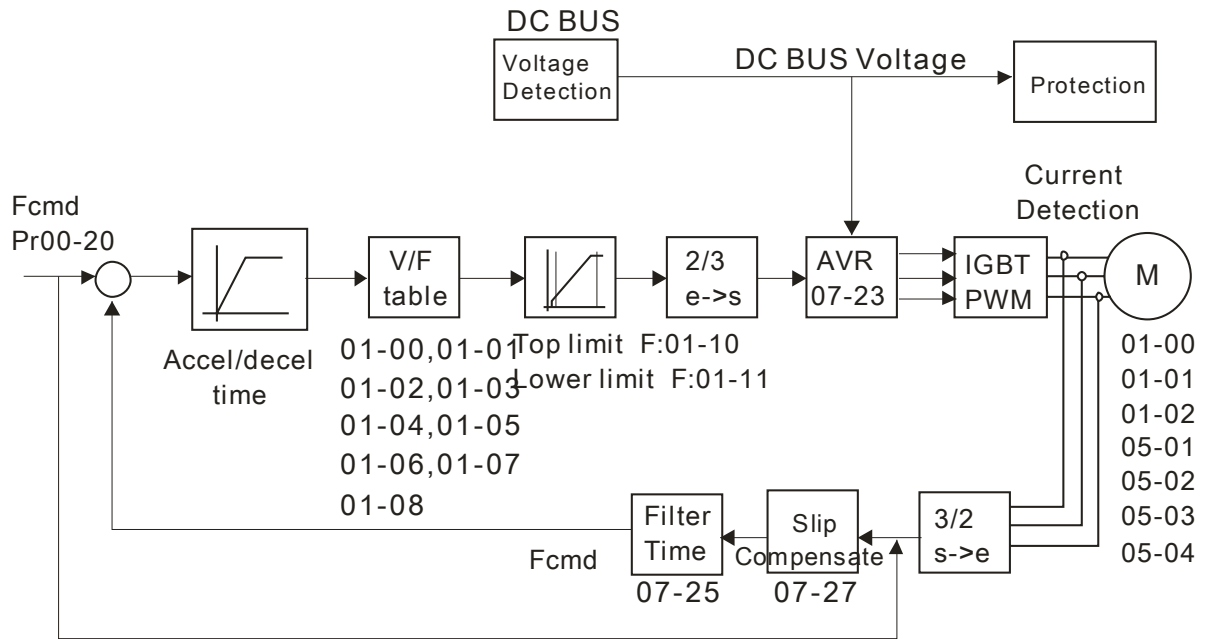 DC BUS
Voltage
Detection
DC BUS Voltage
Protection
Current
Detection
Fcmd
Pr00-20
V/F
table
2/3
e->s
AVR
07-23
IGBT
PWM
M
Accel/decel
time
01-00,01-01
01-02,01-03
01-04,01-05
01-06,01-07
01-08
Top limit F:01-10
Lower limit F:01-11
01-00
01-01
01-02
05-01
05-02
05-03
05-04
Fcmd
Filter
Time
07-25
Slip
Compensate
07-27
3/2
s->e